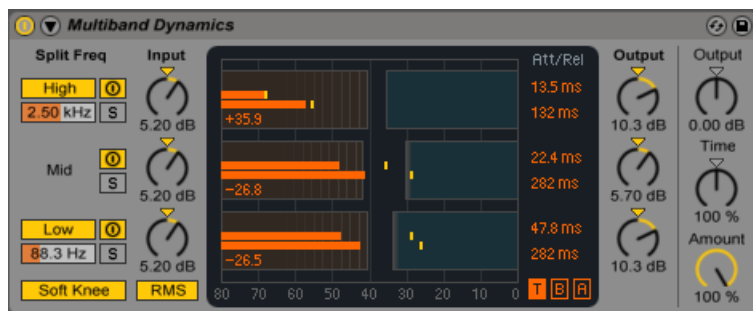 Multiband Dynamics
Split Freq Input Att/Rel Output Output
High 13.5 ms
2.50 kHz S +35.9 132 ms
5.20 dB 10.3 dB 0.00 dB
Time
Mid 22.4 ms
S -26.8 282 ms
5.20 dB 5.70 dB
100 %
Low 47.8 ms Amount
88.3 Hz S -26.5 282 ms
5.20 dB 10.3 dB
Soft Knee RMS T B A
80 70 60 50 40 30 20 10 0 100 %